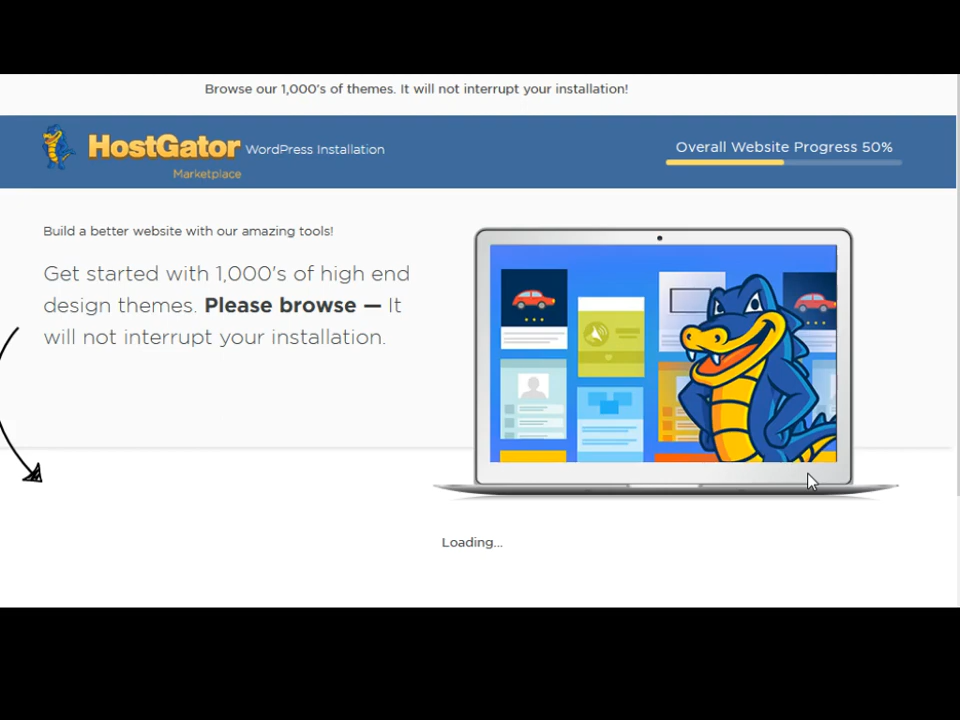 Browse our 1,000's of themes. It will not interrupt your installation!
HostGator WordPress Installation
Marketplace
Overall Website Progress 50%
Build a better website with our amazing tools!
Get started with 1,000's of high end
design themes. Please browse — It
will not interrupt your installation.
Loading...